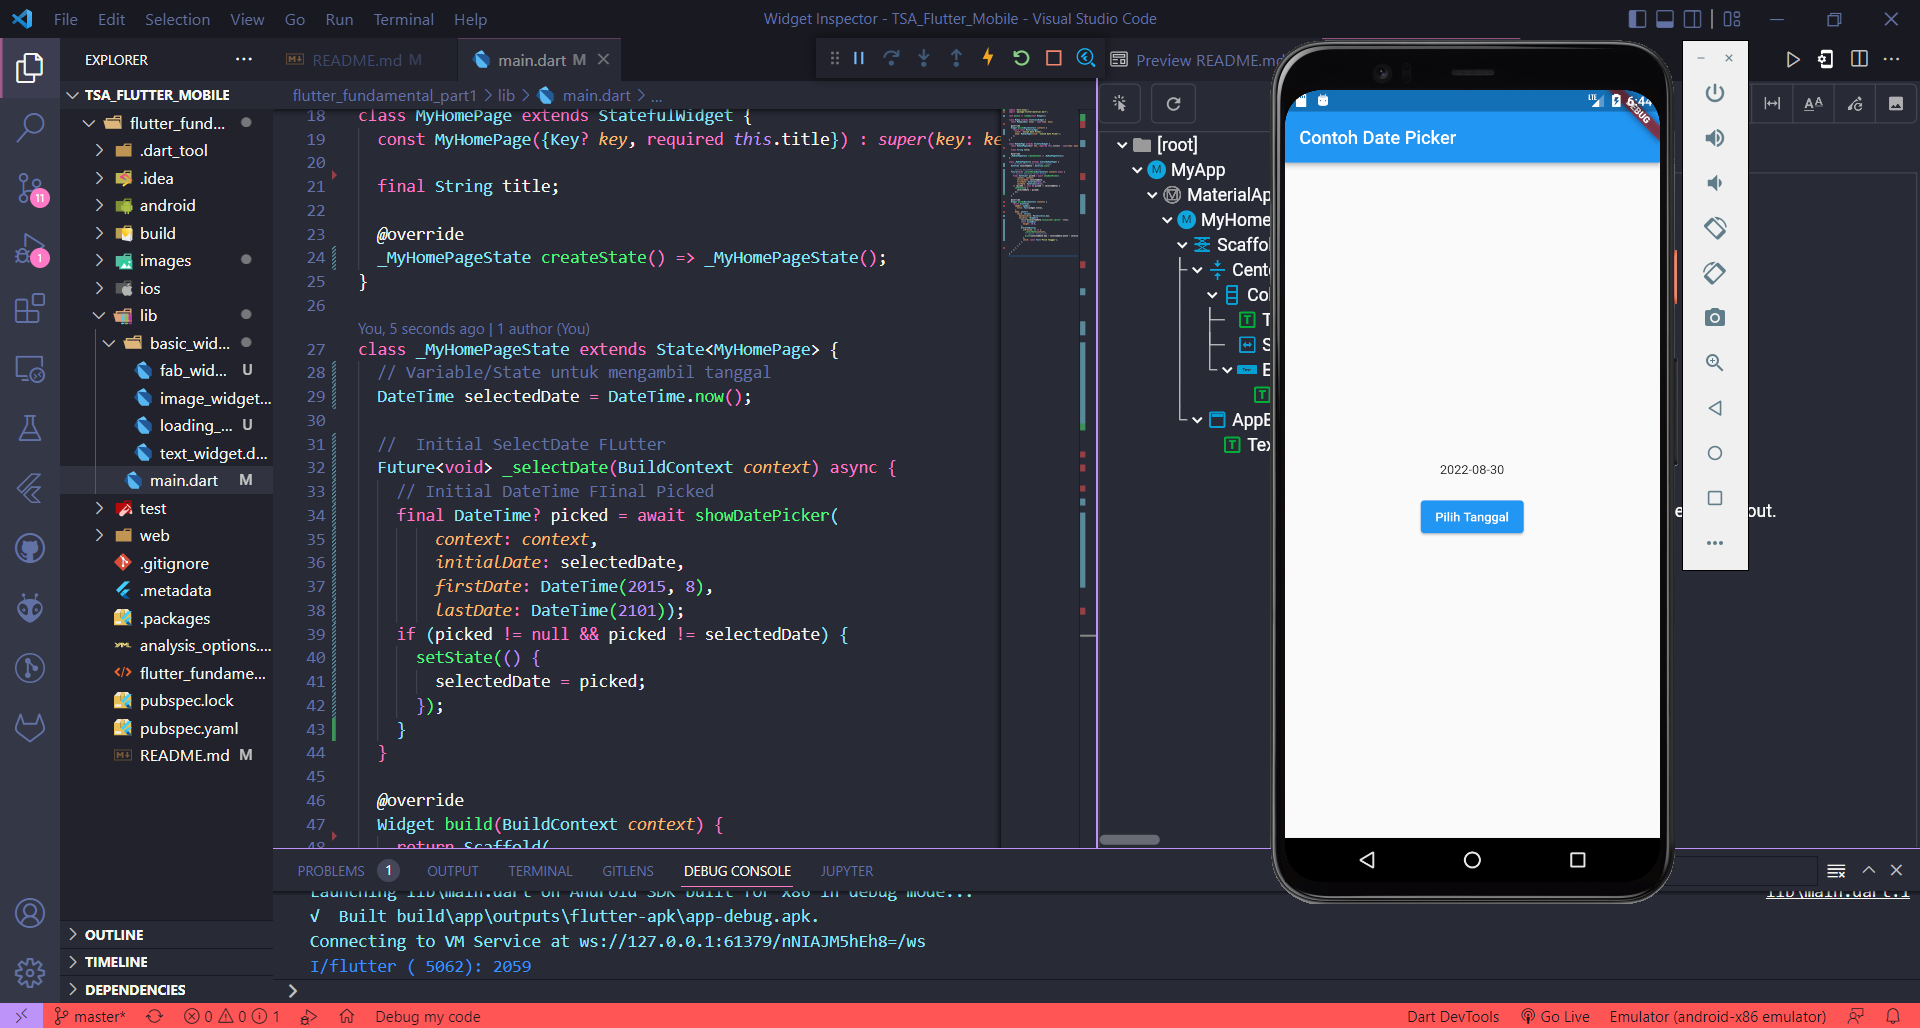 File Edit Selection View Go Run Terminal Help
Widget Inspector - TSA_Flutter_Mobile - Visual Studio Code
EXPLORER
TSA_FLUTTER_MOBILE
flutter_fund...
.dart_tool
.idea
android
build
images
ios
lib
basic_wid...
fab_wid... U
image_widget...
loading_... U
text_widget.d...
main.dart M
test
web
.gitignore
.metadata
.packages
analysis_options....
flutter_fundame...
pubspec.lock
pubspec.yaml
README.md M
OUTLINE
TIMELINE
DEPENDENCIES
11
1
README.md M
main.dart M
Preview README.md
flutter_fundamental_part1 > lib > main.dart > ...
18 class MyHomePage extends StatefulWidget {
19 const MyHomePage({Key? key, required this.title}) : super(key: ke
20
21 final String title;
22
23 @override
24 _MyHomePageState createState() => _MyHomePageState();
25 }
26
You, 5 seconds ago | 1 author (You)
27 class _MyHomePageState extends State<MyHomePage> {
28 // Variable/State untuk mengambil tanggal
29 DateTime selectedDate = DateTime.now();
30
31 //  Initial SelectDate FLutter
32 Future<void> _selectDate(BuildContext context) async {
33 // Initial DateTime FIinal Picked
34 final DateTime? picked = await showDatePicker(
35 context: context,
36 initialDate: selectedDate,
37 firstDate: DateTime(2015, 8),
38 lastDate: DateTime(2101));
39 if (picked != null && picked != selectedDate) {
40 setState(() {
41 selectedDate = picked;
42 });
43 }
44 }
45
46 @override
47 Widget build(BuildContext context) {
48 return Scaffold(
[root]
MyApp
MaterialAp
MyHome
Scaffol
Cente
Col
T
S
E
T
AppB
Tex
6:44
DEBUG
Contoh Date Picker
2022-08-30
Pilih Tanggal
out.
PROBLEMS 1 OUTPUT TERMINAL GITLENS DEBUG CONSOLE JUPYTER
Launching lib\main.dart on Android SDK built for x86 in debug mode...
lib\main.dart:1
√  Built build\app\outputs\flutter-apk\app-debug.apk.
Connecting to VM Service at ws://127.0.0.1:61379/nNIAJM5hEh8=/ws
I/flutter ( 5062): 2059
master* 0 0 1 Debug my code
Dart DevTools Go Live Emulator (android-x86 emulator)